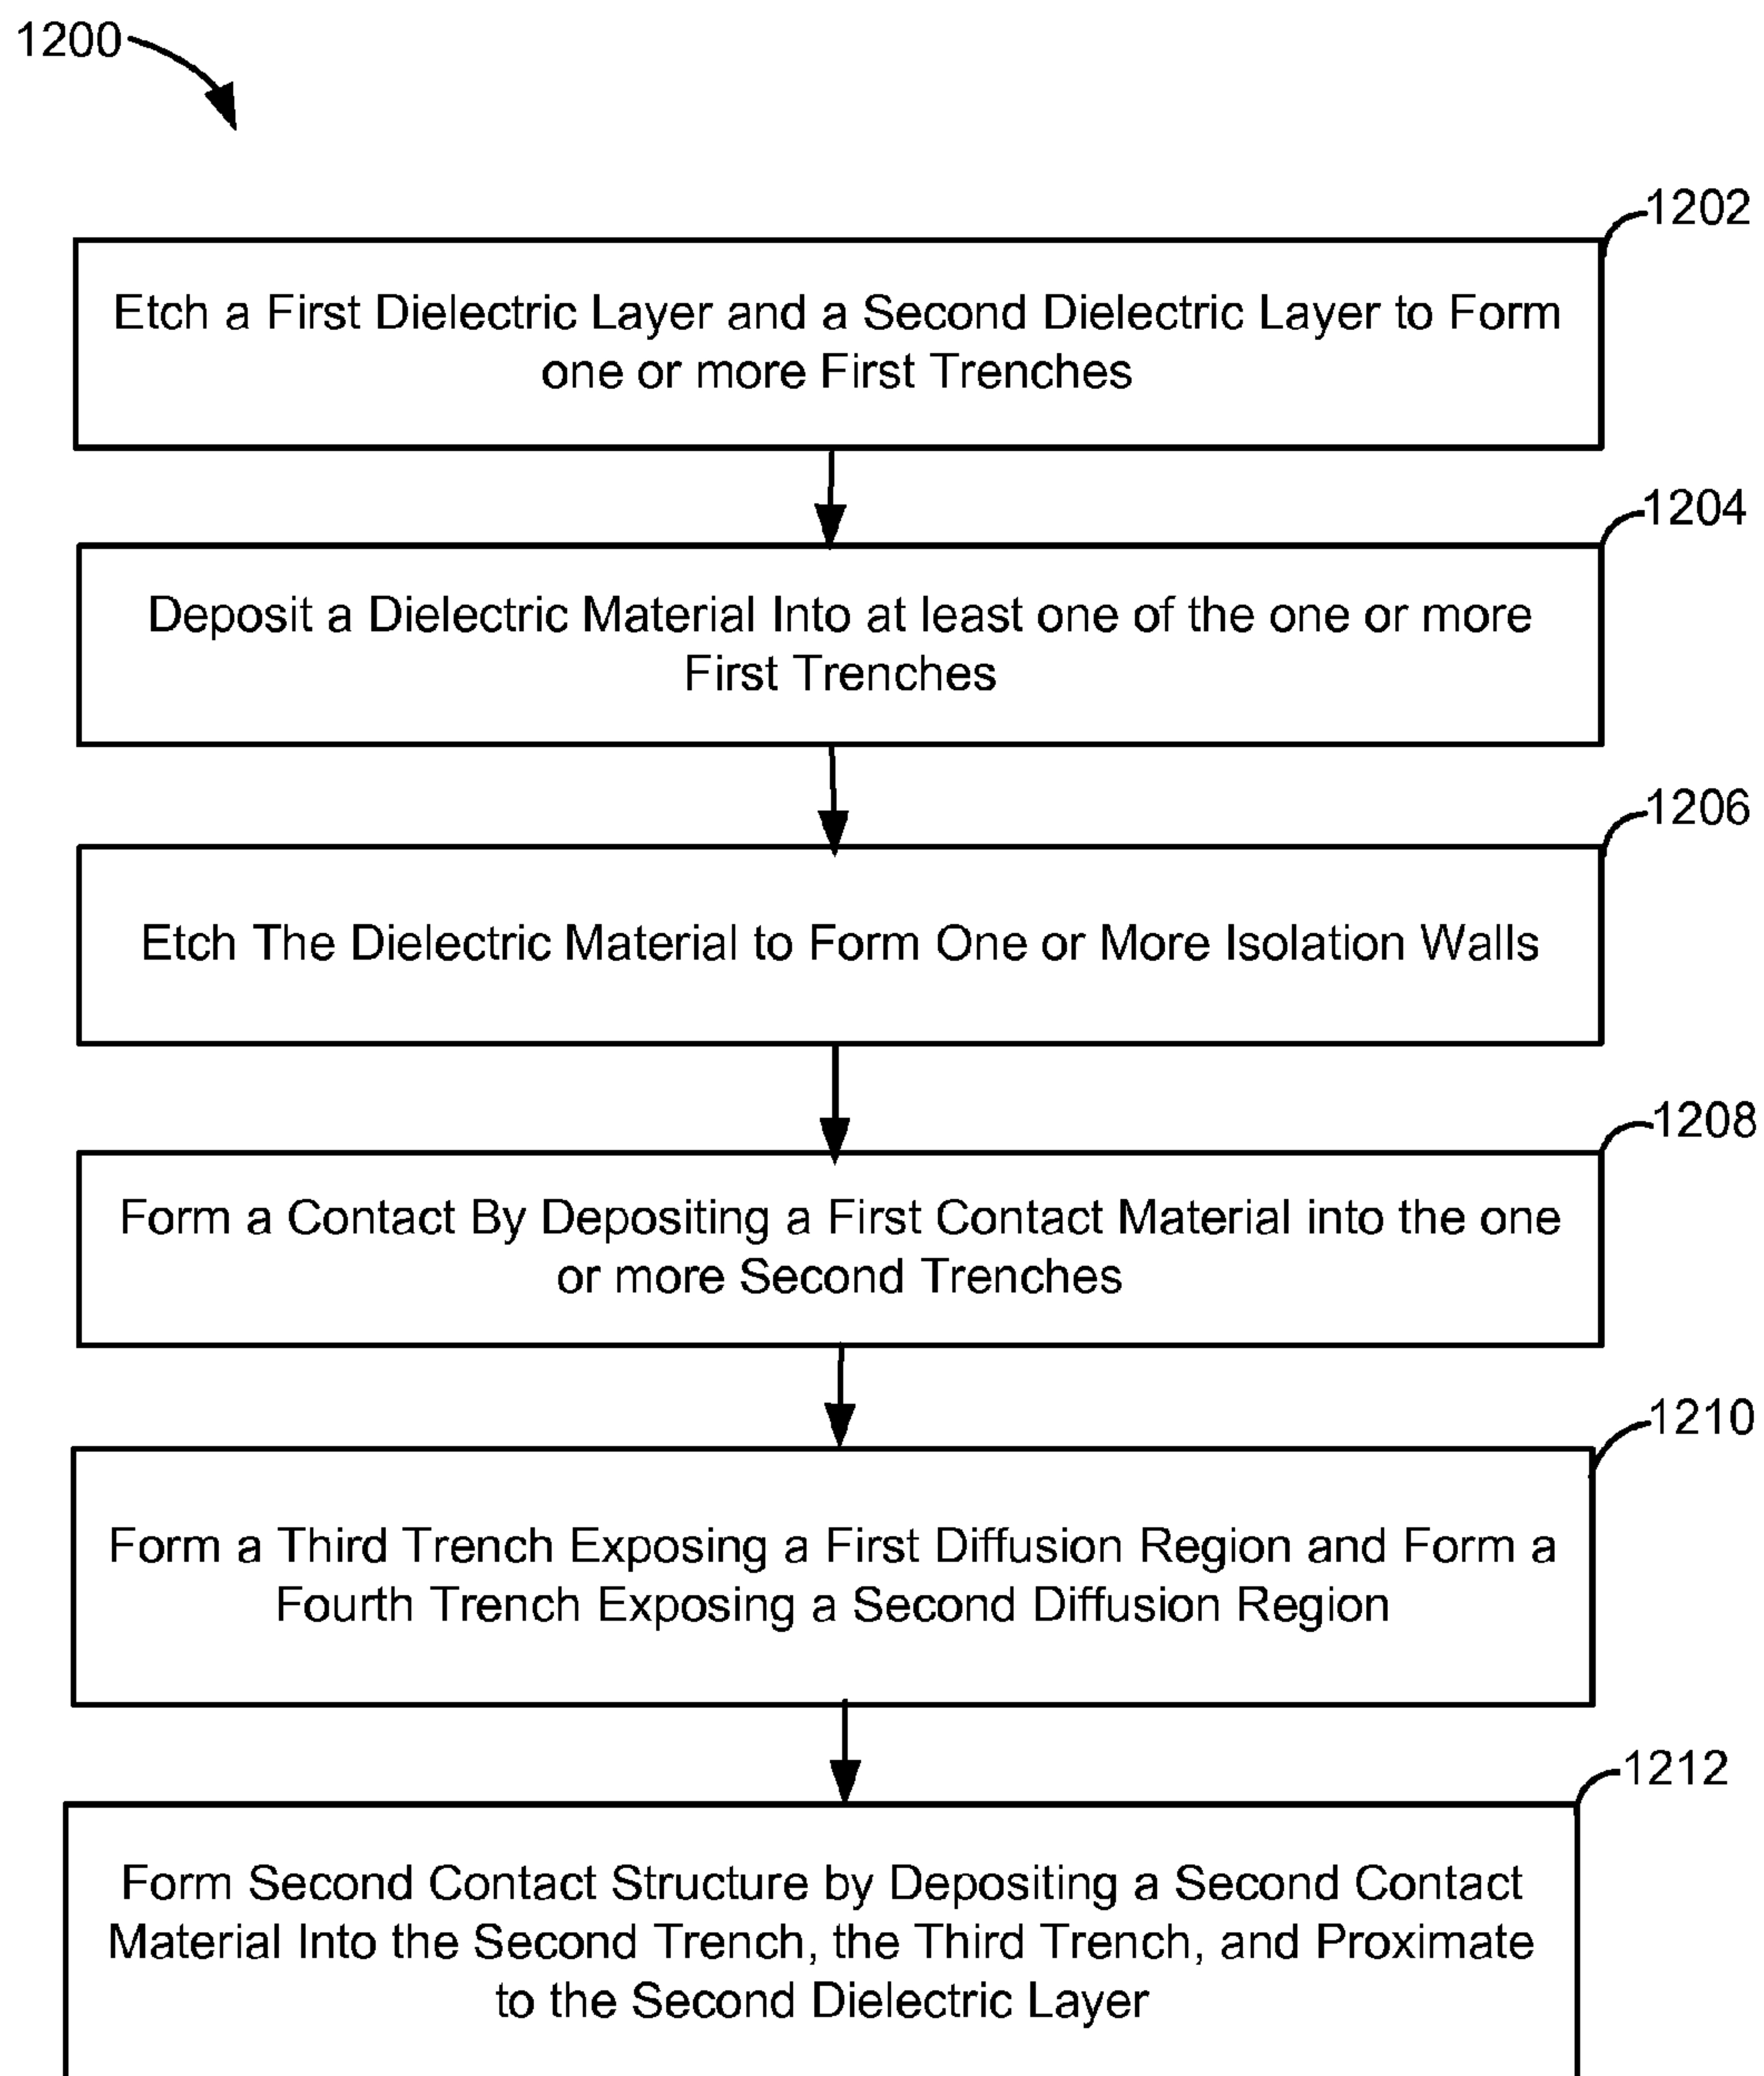 1200
1202
Etch a First Dielectric Layer and a Second Dielectric Layer to Form
one or more First Trenches
1204
Deposit a Dielectric Material Into at least one of the one or more
First Trenches
1206
Etch The Dielectric Material to Form One or More Isolation Walls
1208
Form a Contact By Depositing a First Contact Material into the one
or more Second Trenches
1210
Form a Third Trench Exposing a First Diffusion Region and Form a
Fourth Trench Exposing a Second Diffusion Region
1212
Form Second Contact Structure by Depositing a Second Contact
Material Into the Second Trench, the Third Trench, and Proximate
to the Second Dielectric Layer